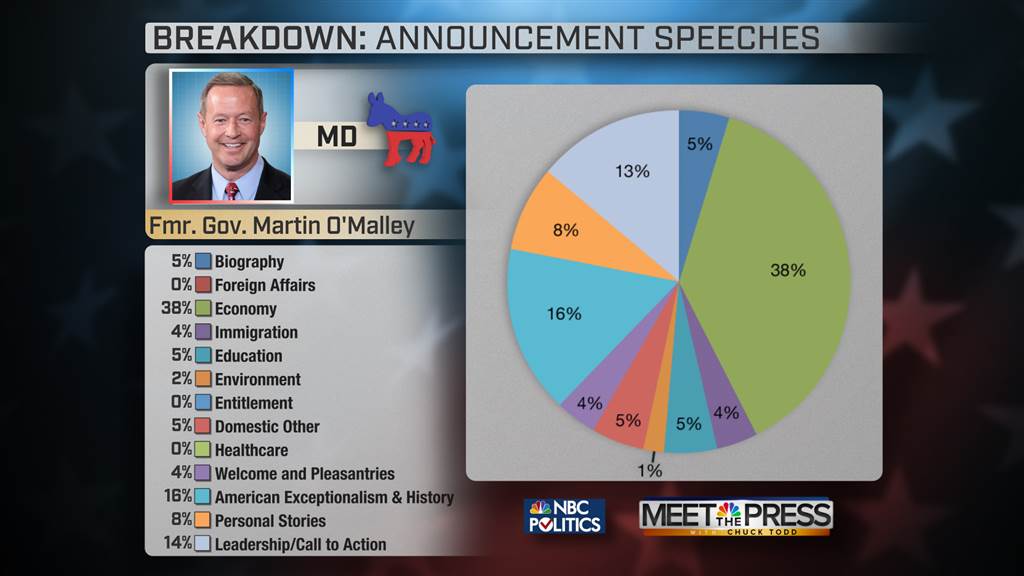 BREAKDOWN: ANNOUNCEMENT SPEECHES
MD
Fmr. Gov. Martin O'Malley
5% Biography
0% Foreign Affairs
38% Economy
4% Immigration
5% Education
2% Environment
0% Entitlement
5% Domestic Other
0% Healthcare
4% Welcome and Pleasantries
16% American Exceptionalism & History
8% Personal Stories
14% Leadership/Call to Action
5%
38%
4%
5%
1%
5%
4%
16%
8%
13%
NBC
POLITICS
MEET THE PRESS
WITH CHUCK TODD